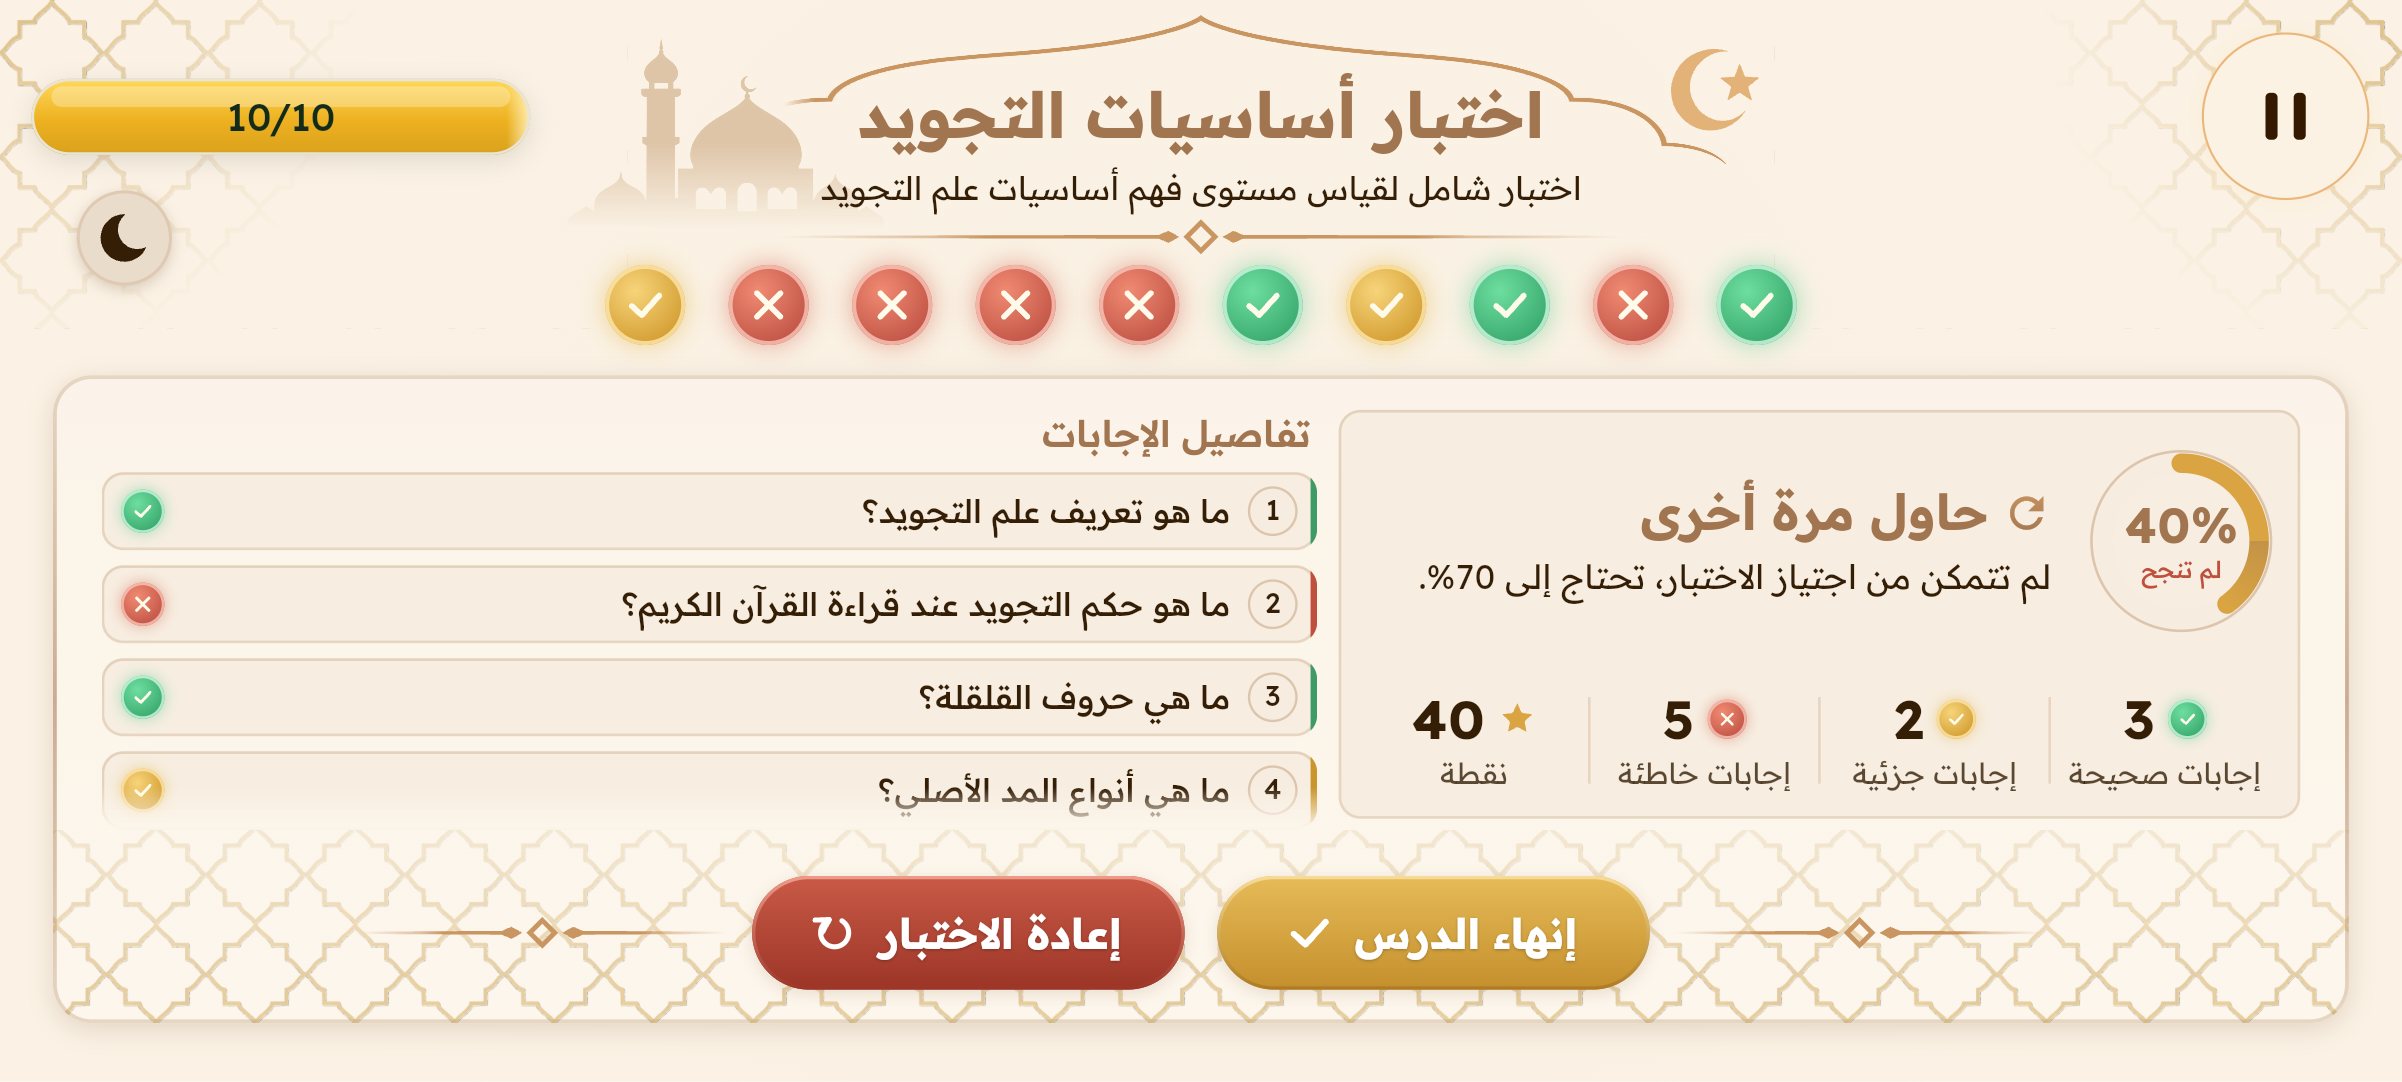 10/10
اختبار أساسيات التجويد
اختبار شامل لقياس مستوى فهم أساسيات علم التجويد
40%
لم تنجح
حاول مرة أخرى
لم تتمكن من اجتياز الاختبار، تحتاج إلى 70%.
3
إجابات صحيحة
2
إجابات جزئية
5
إجابات خاطئة
40
نقطة
تفاصيل الإجابات
1 ما هو تعريف علم التجويد؟
2 ما هو حكم التجويد عند قراءة القرآن الكريم؟
3 ما هي حروف القلقلة؟
4 ما هي أنواع المد الأصلي؟
إنهاء الدرس
إعادة الاختبار